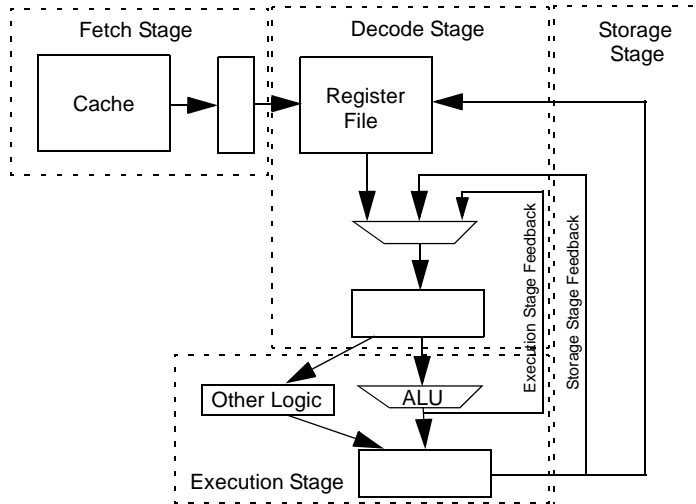 Fetch Stage
Decode Stage
Storage
Stage
Cache
Register
File
Execution Stage Feedback
Storage Stage Feedback
Other Logic
ALU
Execution Stage